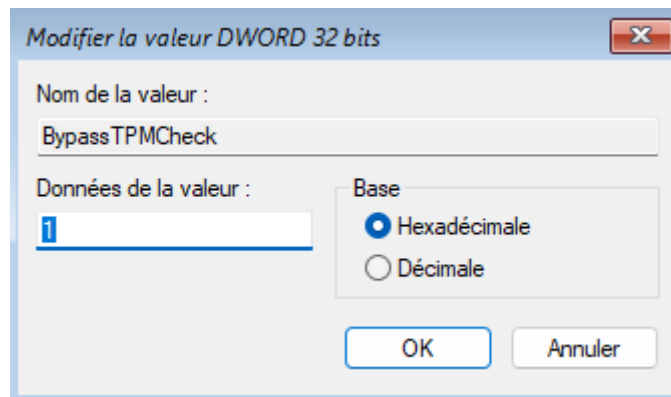 Modifier la valeur DWORD 32 bits
Nom de la valeur :
BypassTPMCheck
Données de la valeur :
1
Base
Hexadécimale
Décimale
OK
Annuler